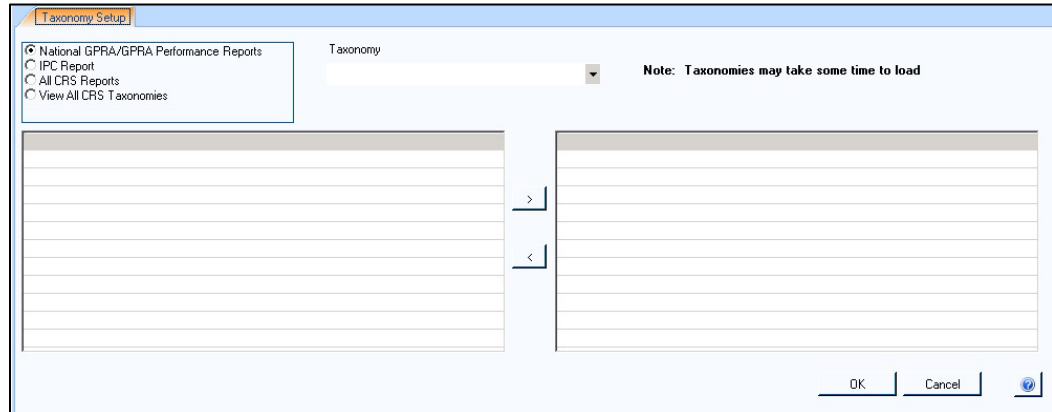 Taxonomy Setup
National GPRA/GPRA Performance Reports
IPC Report
All CRS Reports
View All CRS Taxonomies
Taxonomy
Note: Taxonomies may take some time to load
>
<
OK
Cancel
?